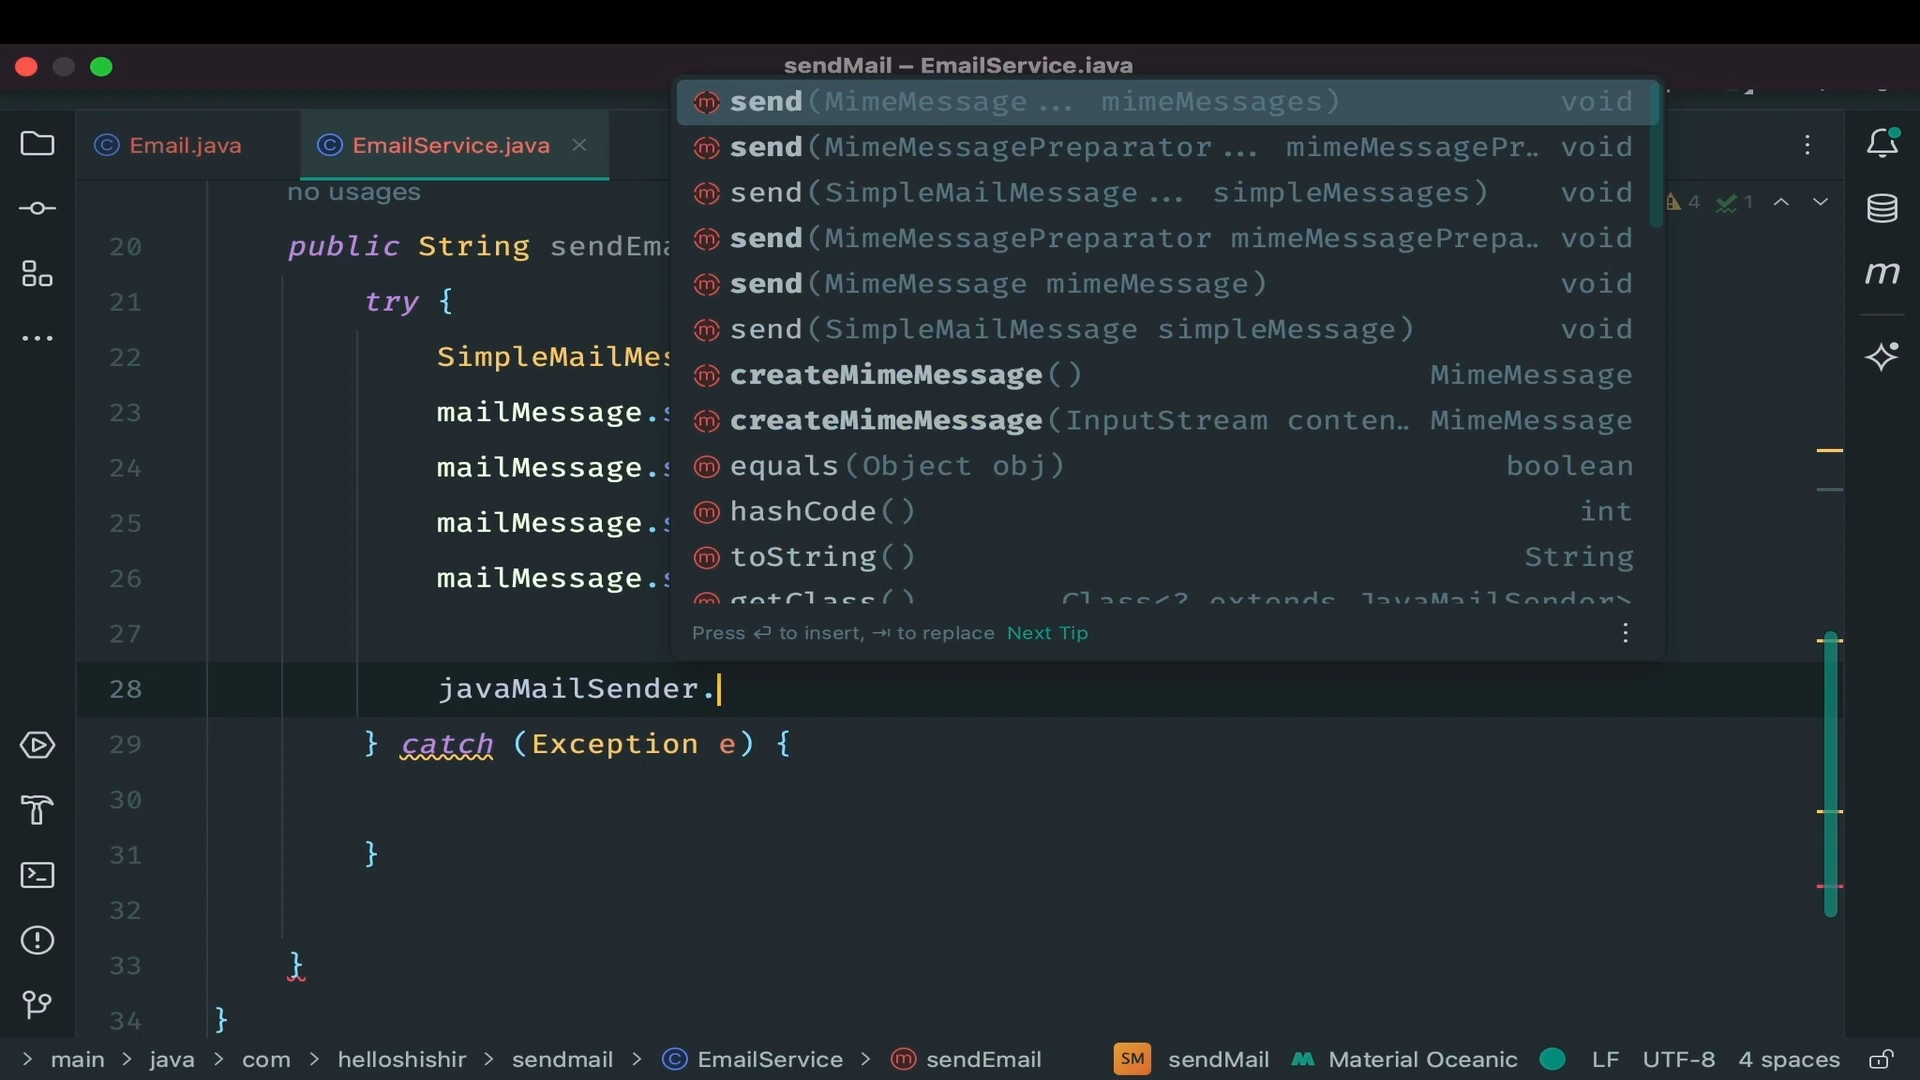 sendMail – EmailService.java
Email.java
EmailService.java
send(MimeMessage... mimeMessages) void
send(MimeMessagePreparator... mimeMessagePr… void
send(SimpleMailMessage... simpleMessages) void
send(MimeMessagePreparator mimeMessagePrepa… void
send(MimeMessage mimeMessage) void
send(SimpleMailMessage simpleMessage) void
createMimeMessage() MimeMessage
createMimeMessage(InputStream conten… MimeMessage
equals(Object obj) boolean
hashCode() int
toString() String
getClass() Class<? extends JavaMailSender>
Press ⏎ to insert, ⇥ to replace Next Tip
4 1
no usages
20 public String sendEma
21 try {
22 SimpleMailMes
23 mailMessage.s
24 mailMessage.s
25 mailMessage.s
26 mailMessage.s
27
28 javaMailSender.
29 } catch (Exception e) {
30
31 }
32
33 }
34 }
m
> main > java > com > helloshishir > sendmail > EmailService > sendEmail
SM sendMail Material Oceanic LF UTF-8 4 spaces